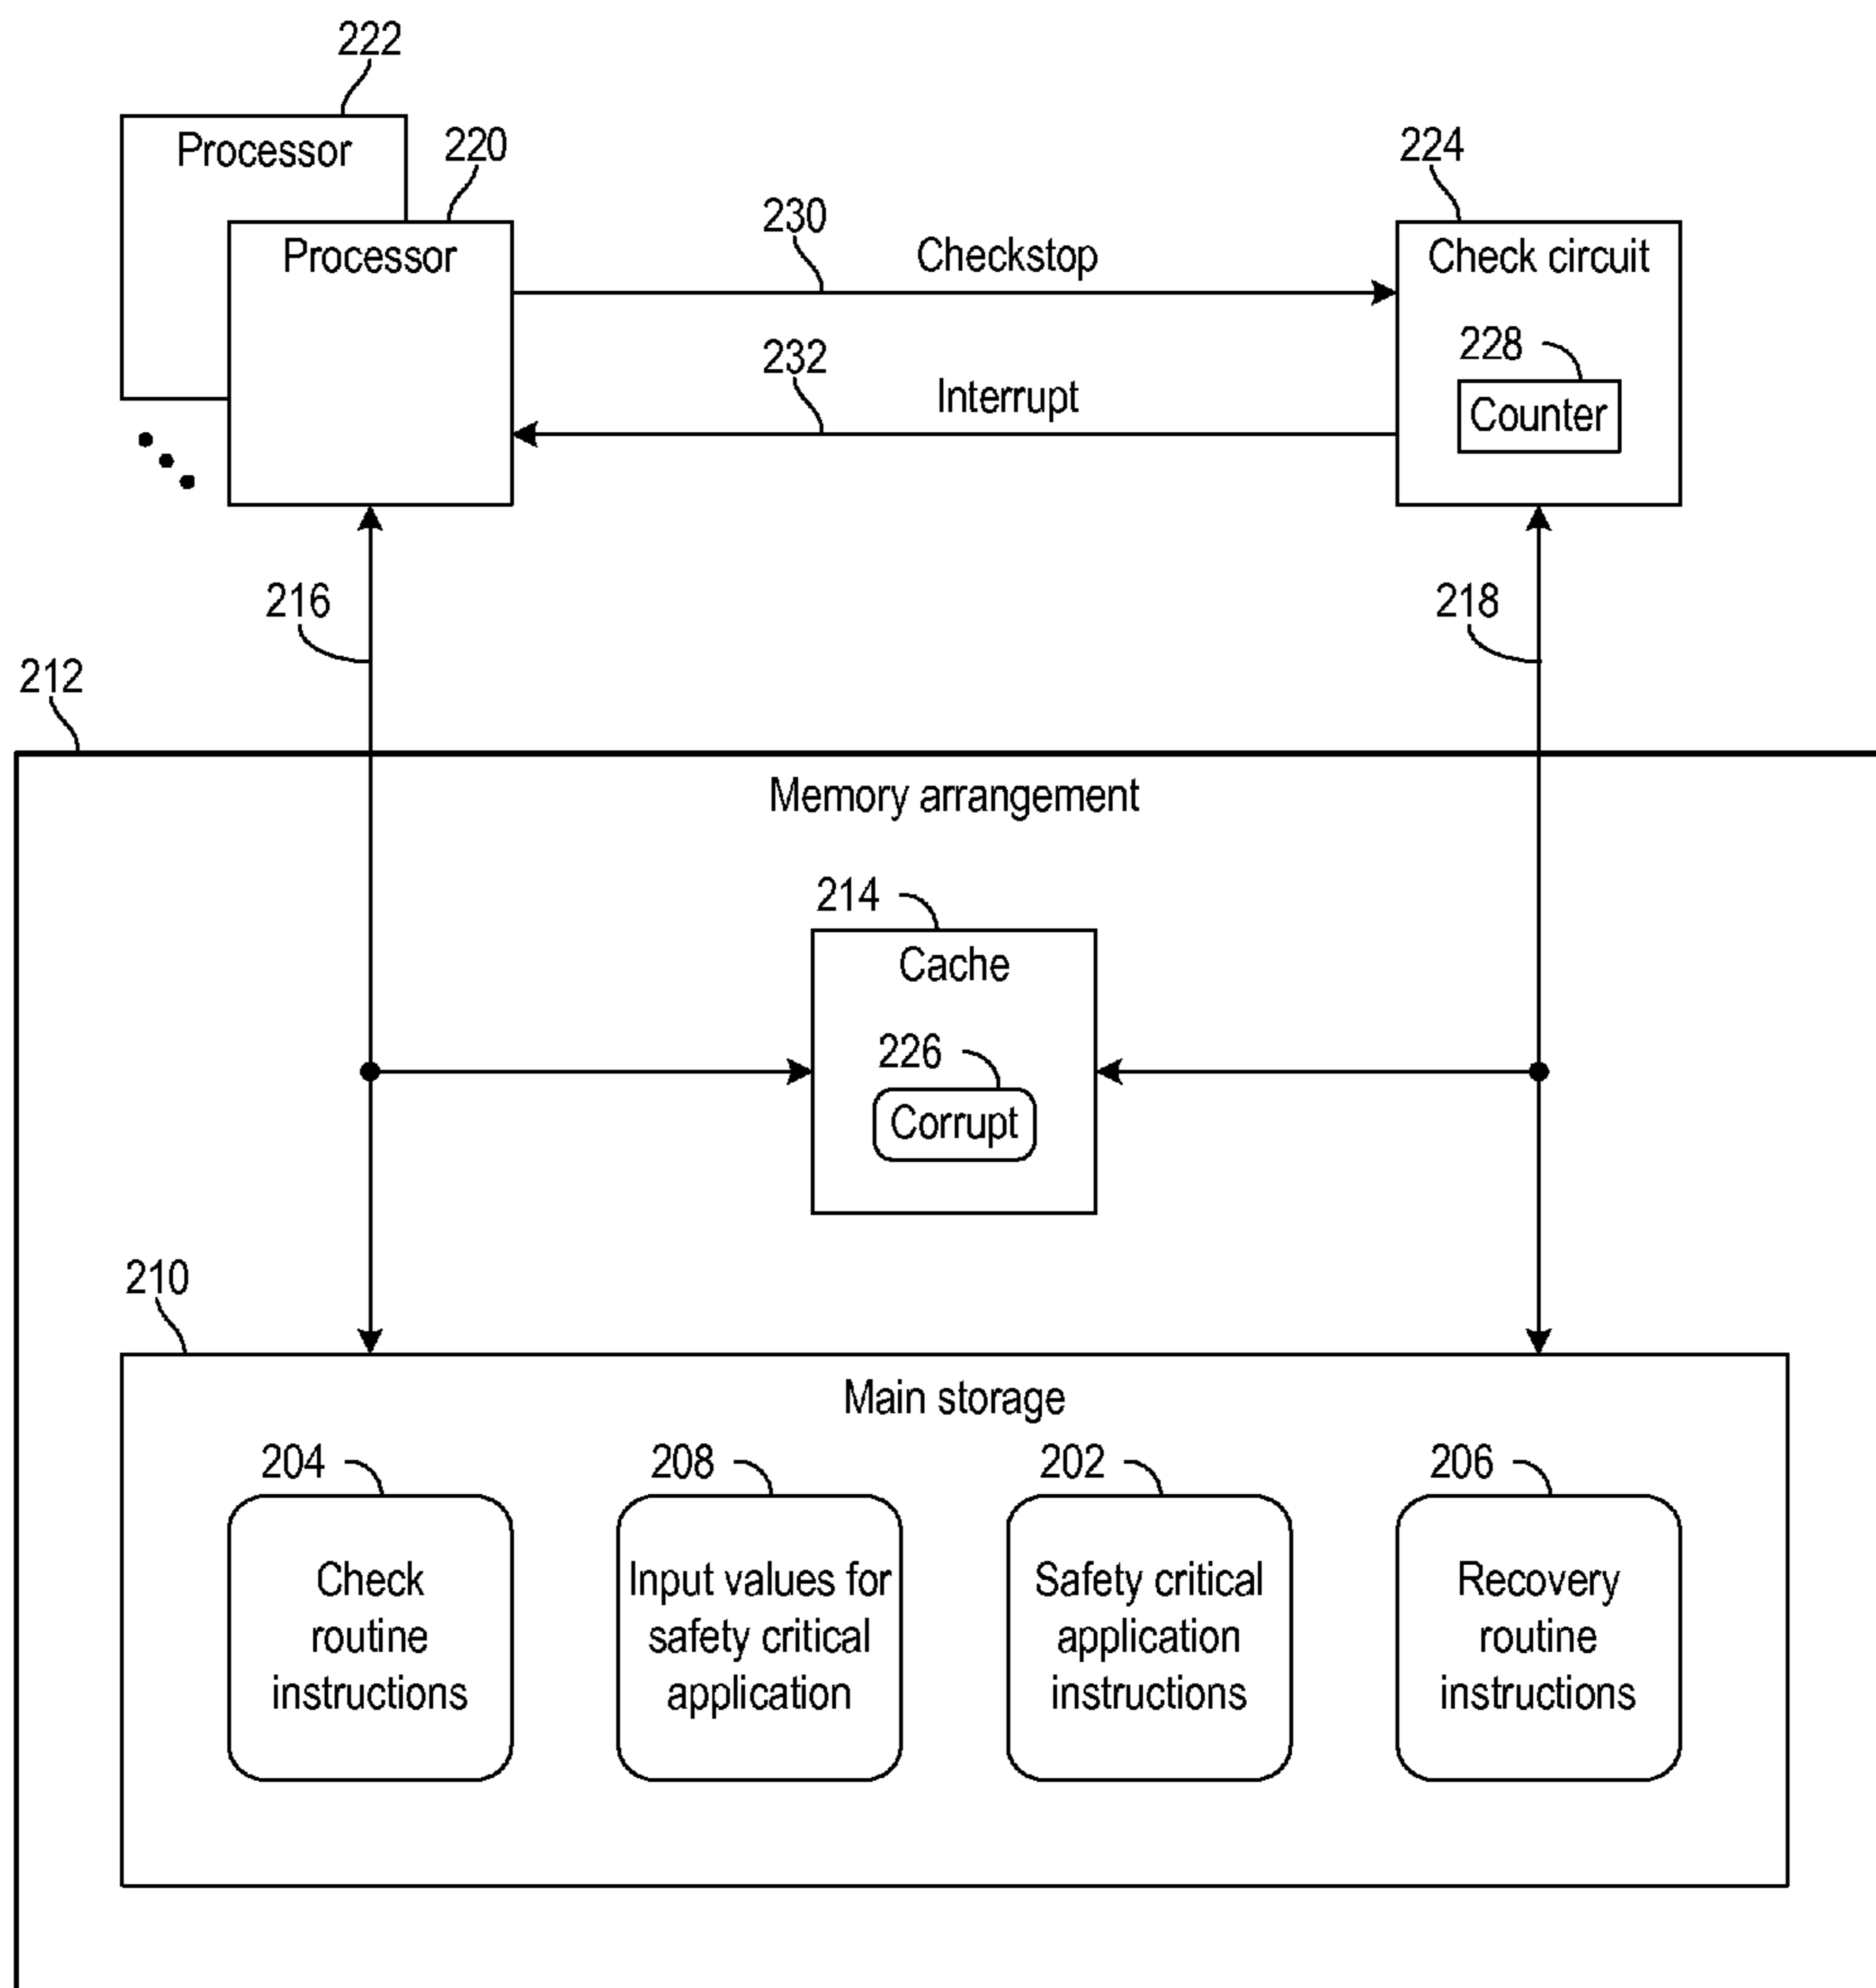 222
Processor
220
Processor
230
Checkstop
224
Check circuit
232
Interrupt
228
Counter
216
218
212
Memory arrangement
214
Cache
226
Corrupt
210
Main storage
204
Check
routine
instructions
208
Input values for
safety critical
application
202
Safety critical
application
instructions
206
Recovery
routine
instructions